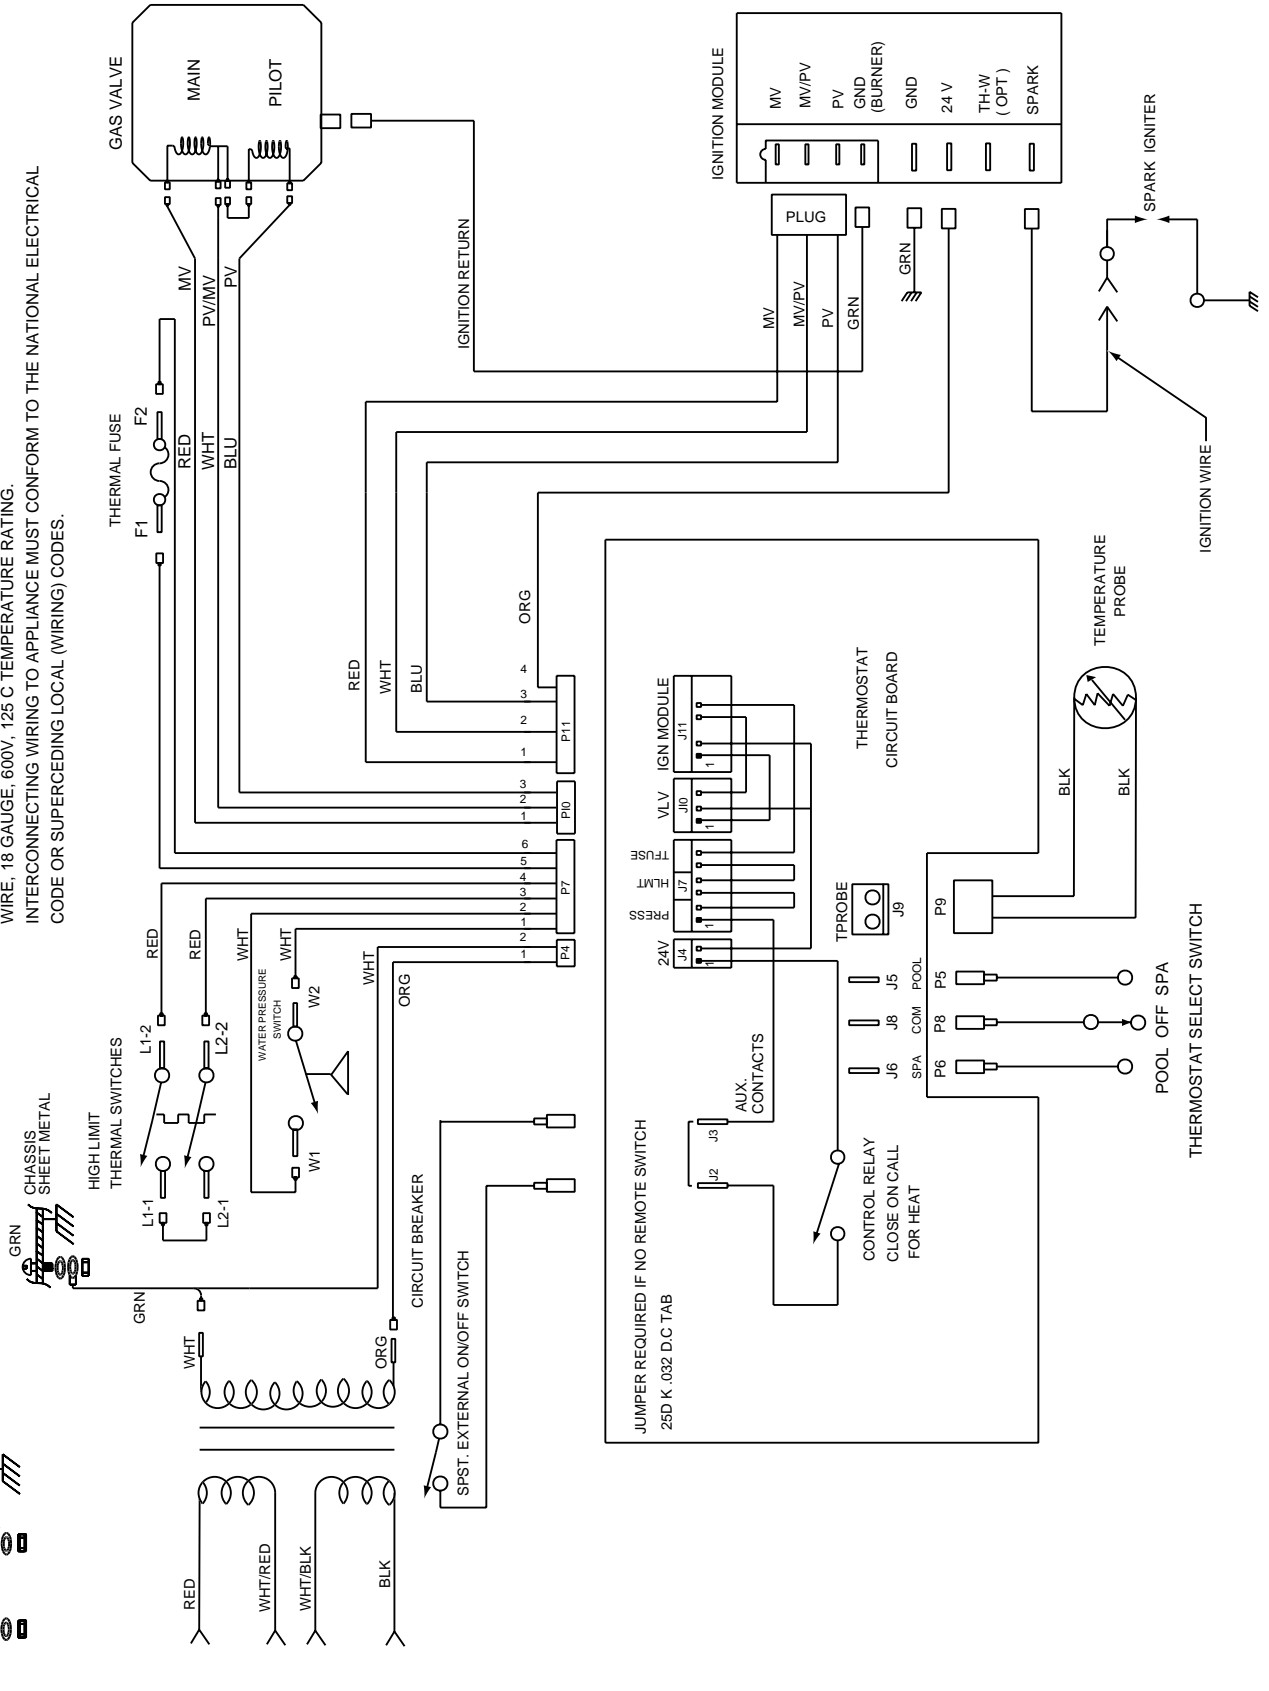 WIRE, 18 GAUGE, 600V, 125 C TEMPERATURE RATING.
INTERCONNECTING WIRING TO APPLIANCE MUST CONFORM TO THE NATIONAL ELECTRICAL
CODE OR SUPERCEDING LOCAL (WIRING) CODES.
GRN
CHASSIS
SHEET METAL
GRN
HIGH LIMIT
THERMAL SWITCHES
L1-1
L2-1
L1-2
L2-2
RED
RED
WHT
WHT
WATER PRESSURE
SWITCH
W1
W2
WHT
ORG
THERMAL FUSE
F1
F2
GAS VALVE
MAIN
PILOT
MV
PV/MV
PV
RED
WHT
BLU
IGNITION RETURN
RED
WHT
BLU
ORG
1
2
P4
1
2
3
4
5
6
P7
1
2
3
PI0
1
2
3
4
P11
RED
WHT/RED
WHT/BLK
BLK
WHT
ORG
CIRCUIT BREAKER
SPST. EXTERNAL ON/OFF SWITCH
JUMPER REQUIRED IF NO REMOTE SWITCH
25D K .032 D.C TAB
J2
J3
AUX.
CONTACTS
CONTROL RELAY
CLOSE ON CALL
FOR HEAT
24V
J4
1
PRESS
HLMT
TFUSE
J7
1
VLV
JI0
1
IGN MODULE
J11
1
THERMOSTAT
CIRCUIT BOARD
TPROBE
J9
J6
J8
J5
SPA
COM
POOL
P6
P8
P5
P9
POOL OFF SPA
THERMOSTAT SELECT SWITCH
BLK
BLK
TEMPERATURE
PROBE
IGNITION MODULE
MV
MV/PV
PV
GND
(BURNER)
GND
24 V
TH-W
( OPT )
SPARK
PLUG
MV
MV/PV
PV
GRN
GRN
SPARK IGNITER
IGNITION WIRE